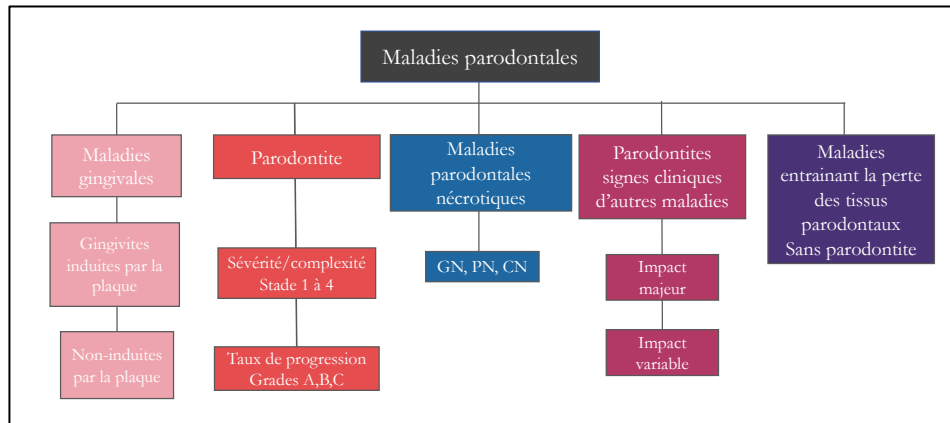 Maladies parodontales
Maladies
gingivales
Gingivites
induites par la
plaque
Non-induites
par la plaque
Parodontite
Sévérité/complexité
Stade 1 à 4
Taux de progression
Grades A,B,C
Maladies
parodontales
nécrotiques
GN, PN, CN
Parodontites
signes cliniques
d'autres maladies
Impact
majeur
Impact
variable
Maladies
entrainant la perte
des tissus
parodontaux
Sans parodontite